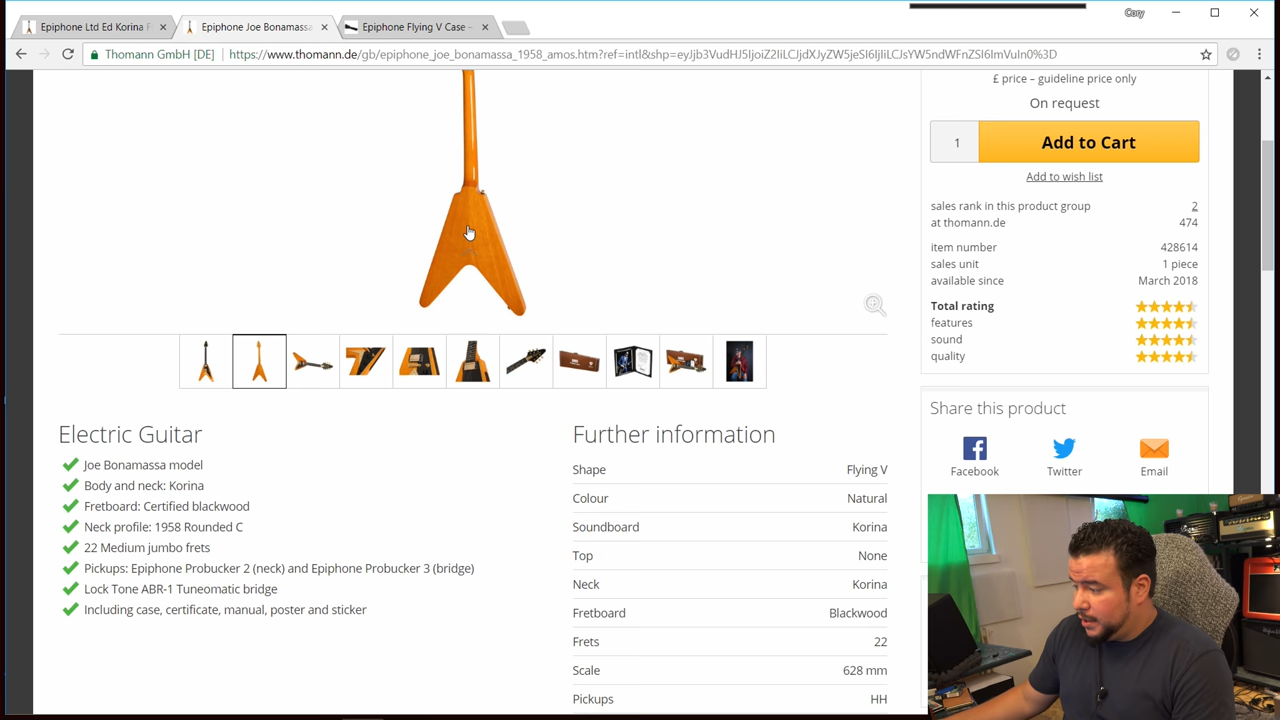 Epiphone Ltd Ed Korina F
Epiphone Joe Bonamassa
Epiphone Flying V Case -
Cory
Thomann GmbH [DE]
https://www.thomann.de/gb/epiphone_joe_bonamassa_1958_amos.htm?ref=intl&shp=eyJjb3VudHJ5IjoiZ2IiLCJjdXJyZW5jeSI6IjIiLCJsYW5ndWFnZSI6ImVuIn0%3D
£ price – guideline price only
On request
1
Add to Cart
Add to wish list
sales rank in this product group 2
at thomann.de 474
item number 428614
sales unit 1 piece
available since March 2018
Total rating
features
sound
quality
Share this product
Facebook
Twitter
Email
Electric Guitar
Joe Bonamassa model
Body and neck: Korina
Fretboard: Certified blackwood
Neck profile: 1958 Rounded C
22 Medium jumbo frets
Pickups: Epiphone Probucker 2 (neck) and Epiphone Probucker 3 (bridge)
Lock Tone ABR-1 Tuneomatic bridge
Including case, certificate, manual, poster and sticker
Further information
Shape Flying V
Colour Natural
Soundboard Korina
Top None
Neck Korina
Fretboard Blackwood
Frets 22
Scale 628 mm
Pickups HH